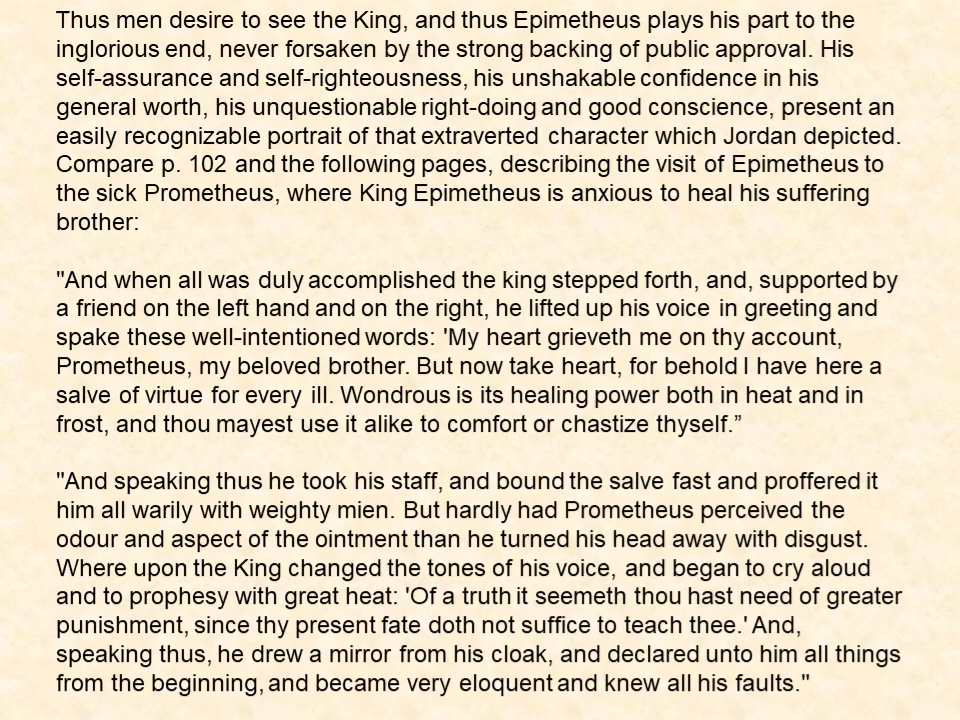 Thus men desire to see the King, and thus Epimetheus plays his part to the
inglorious end, never forsaken by the strong backing of public approval. His
self-assurance and self-righteousness, his unshakable confidence in his
general worth, his unquestionable right-doing and good conscience, present an
easily recognizable portrait of that extraverted character which Jordan depicted.
Compare p. 102 and the following pages, describing the visit of Epimetheus to
the sick Prometheus, where King Epimetheus is anxious to heal his suffering
brother:

"And when all was duly accomplished the king stepped forth, and, supported by
a friend on the left hand and on the right, he lifted up his voice in greeting and
spake these well-intentioned words: 'My heart grieveth me on thy account,
Prometheus, my beloved brother. But now take heart, for behold I have here a
salve of virtue for every ill. Wondrous is its healing power both in heat and in
frost, and thou mayest use it alike to comfort or chastize thyself.”

"And speaking thus he took his staff, and bound the salve fast and proffered it
him all warily with weighty mien. But hardly had Prometheus perceived the
odour and aspect of the ointment than he turned his head away with disgust.
Where upon the King changed the tones of his voice, and began to cry aloud
and to prophesy with great heat: 'Of a truth it seemeth thou hast need of greater
punishment, since thy present fate doth not suffice to teach thee.' And,
speaking thus, he drew a mirror from his cloak, and declared unto him all things
from the beginning, and became very eloquent and knew all his faults."